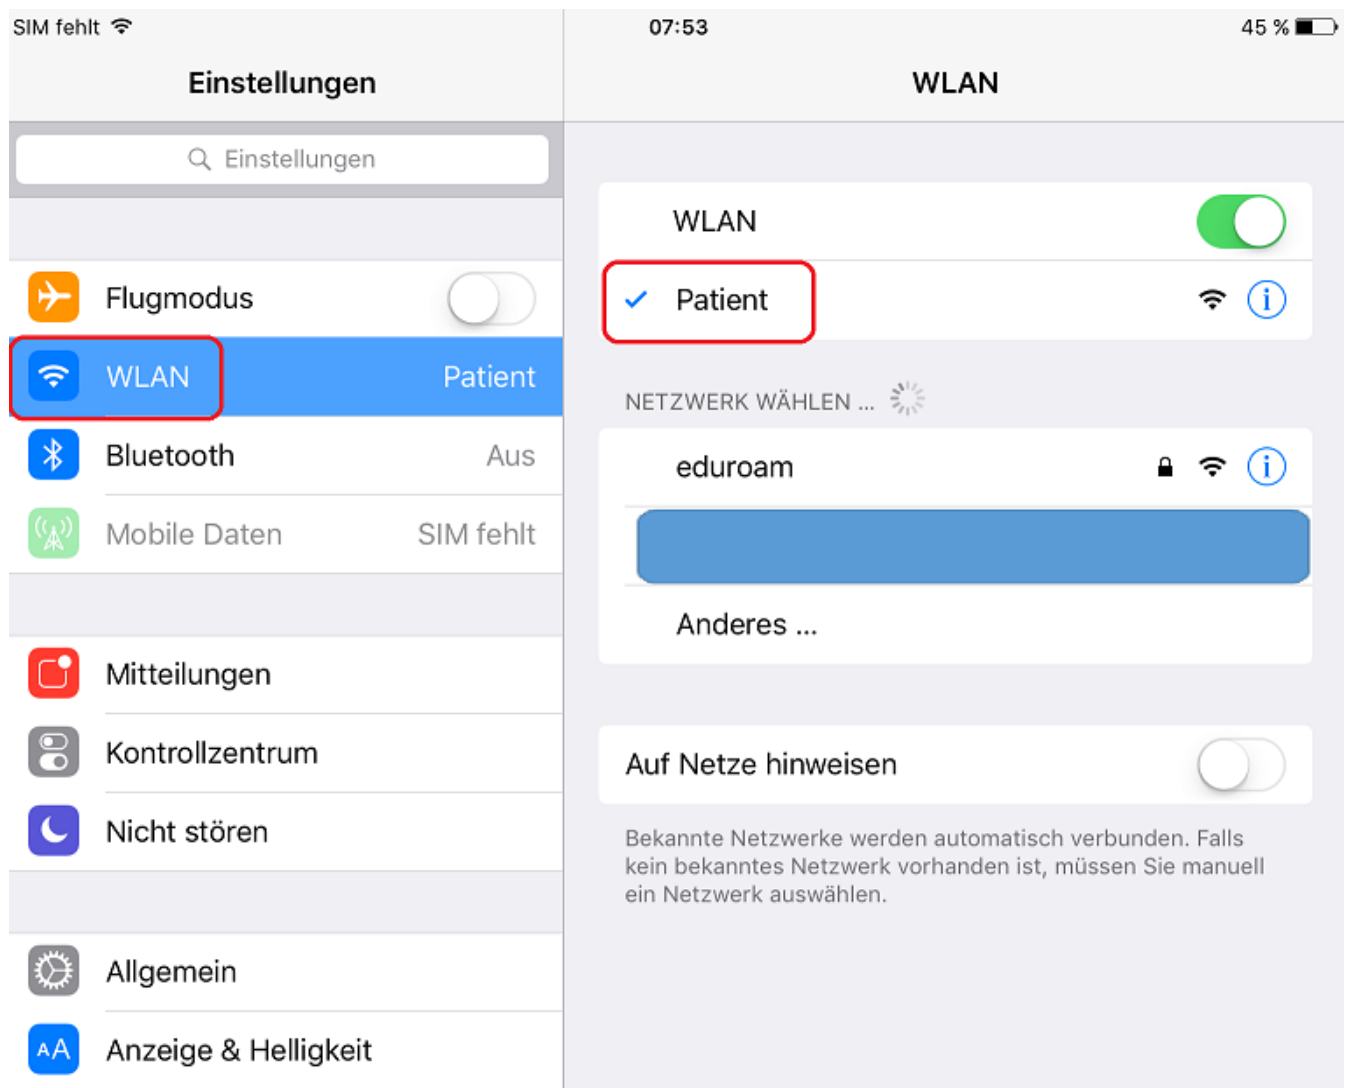 SIM fehlt
07:53
45 %
Einstellungen
WLAN
Einstellungen
Flugmodus
WLAN Patient
Bluetooth Aus
Mobile Daten SIM fehlt
Mitteilungen
Kontrollzentrum
Nicht stören
Allgemein
AA Anzeige & Helligkeit
WLAN
Patient
NETZWERK WÄHLEN ...
eduroam
Anderes ...
Auf Netze hinweisen
Bekannte Netzwerke werden automatisch verbunden. Falls
kein bekanntes Netzwerk vorhanden ist, müssen Sie manuell
ein Netzwerk auswählen.